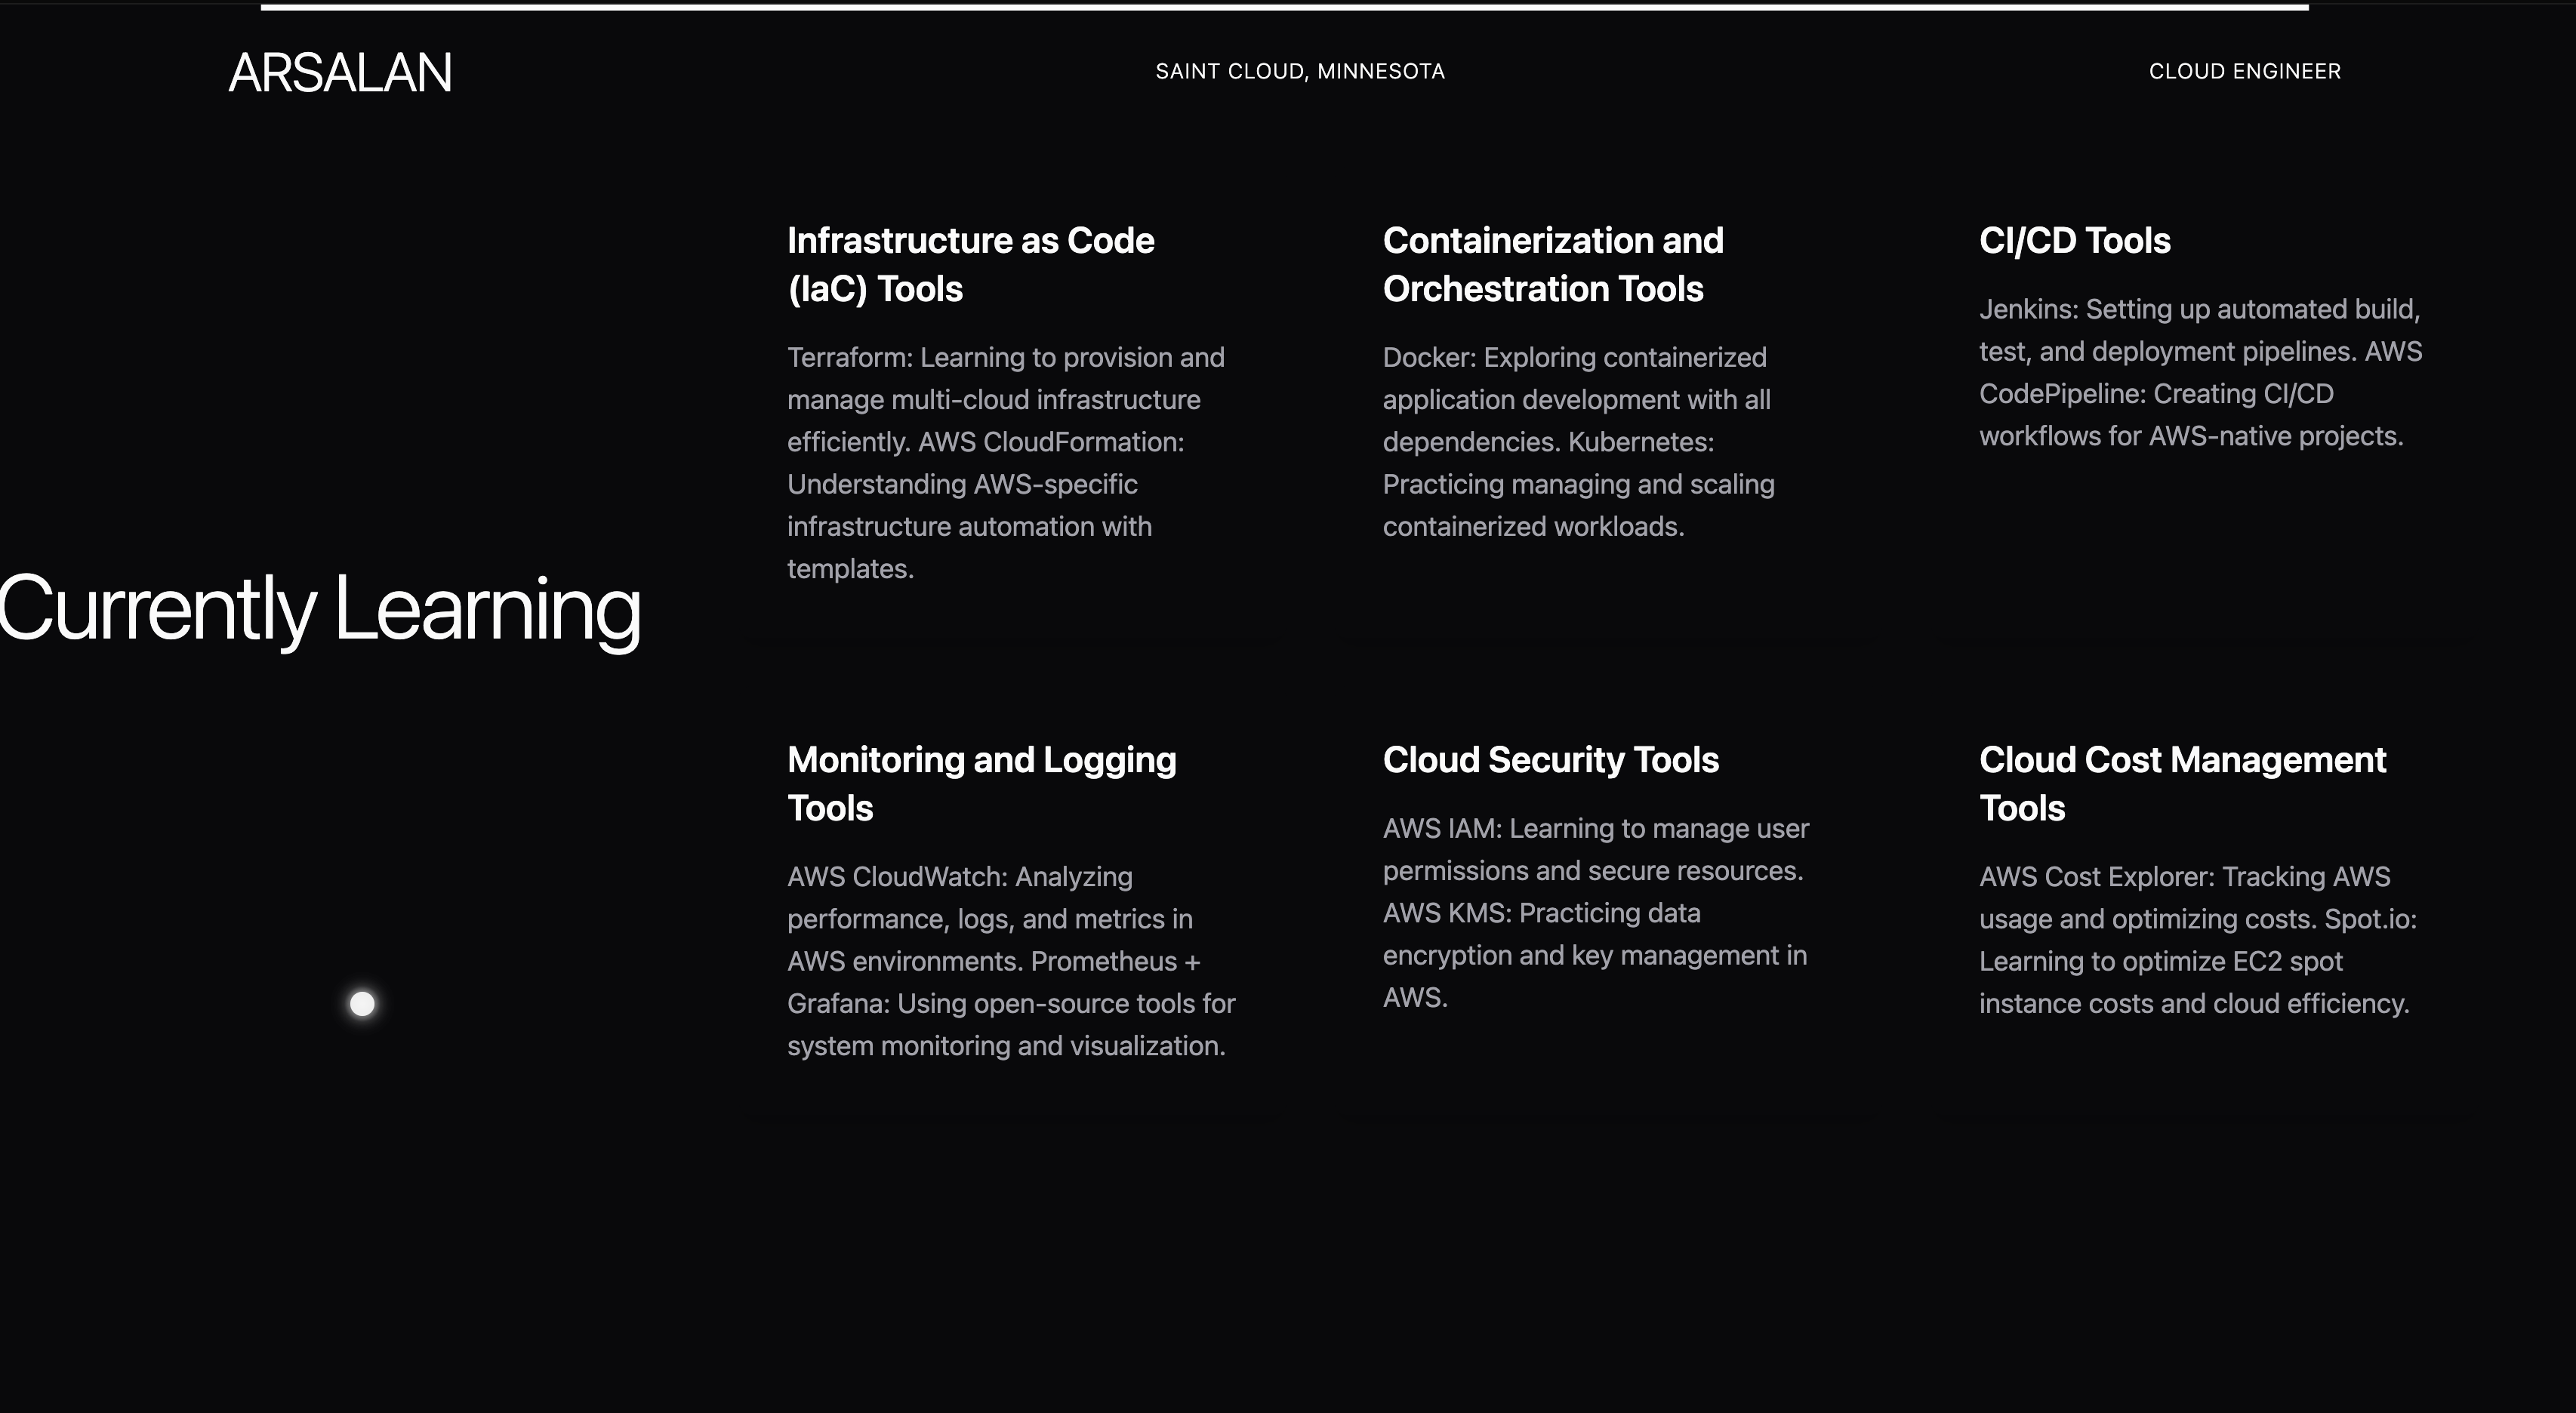 ARSALAN
SAINT CLOUD, MINNESOTA
CLOUD ENGINEER
Currently Learning
Infrastructure as Code
(IaC) Tools
Terraform: Learning to provision and
manage multi-cloud infrastructure
efficiently. AWS CloudFormation:
Understanding AWS-specific
infrastructure automation with
templates.
Containerization and
Orchestration Tools
Docker: Exploring containerized
application development with all
dependencies. Kubernetes:
Practicing managing and scaling
containerized workloads.
CI/CD Tools
Jenkins: Setting up automated build,
test, and deployment pipelines. AWS
CodePipeline: Creating CI/CD
workflows for AWS-native projects.
Monitoring and Logging
Tools
AWS CloudWatch: Analyzing
performance, logs, and metrics in
AWS environments. Prometheus +
Grafana: Using open-source tools for
system monitoring and visualization.
Cloud Security Tools
AWS IAM: Learning to manage user
permissions and secure resources.
AWS KMS: Practicing data
encryption and key management in
AWS.
Cloud Cost Management
Tools
AWS Cost Explorer: Tracking AWS
usage and optimizing costs. Spot.io:
Learning to optimize EC2 spot
instance costs and cloud efficiency.